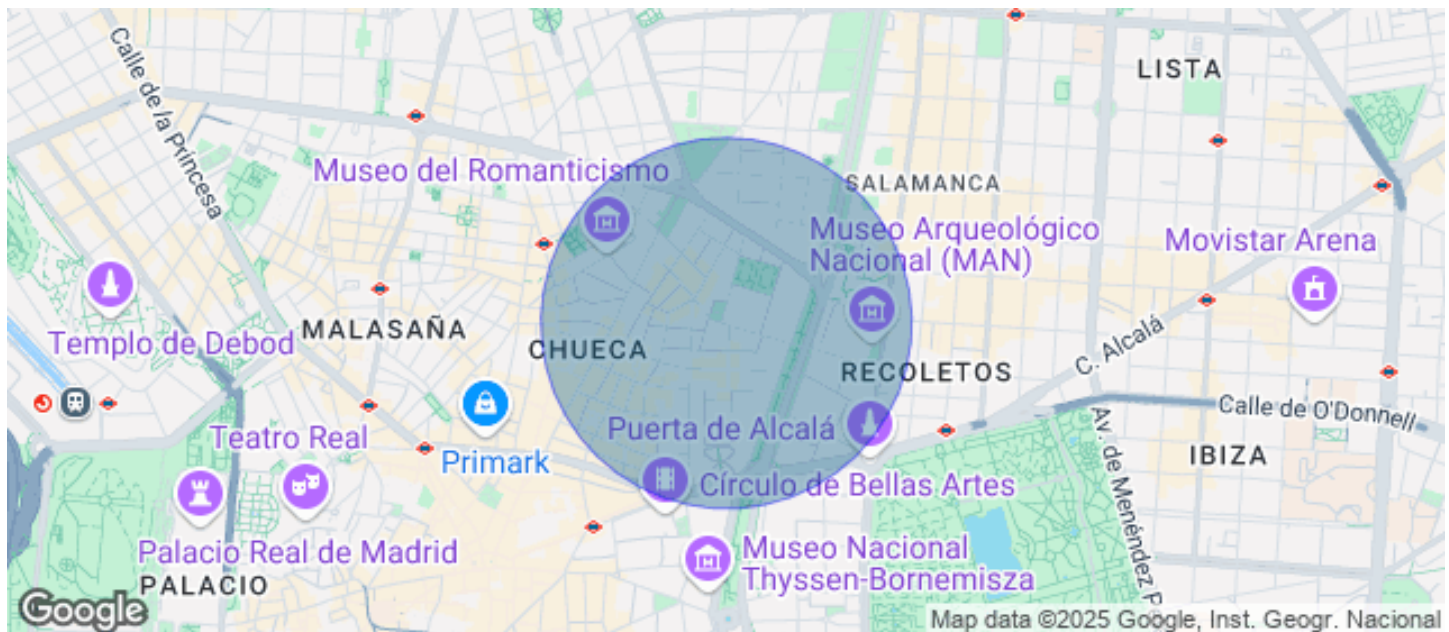 Calle de la Princesa
LISTA
Museo del Romanticismo
SALAMANCA
Museo Arqueológico
Nacional (MAN)
Movistar Arena
Templo de Debod
MALASAÑA
CHUECA
RECOLETOS
C. Alcalá
Calle de O'Donnell
Av. de Menéndez P
Teatro Real
Primark
Puerta de Alcalá
IBIZA
Círculo de Bellas Artes
Palacio Real de Madrid
PALACIO
Museo Nacional
Thyssen-Bornemisza
Google
Map data ©2025 Google, Inst. Geogr. Nacional